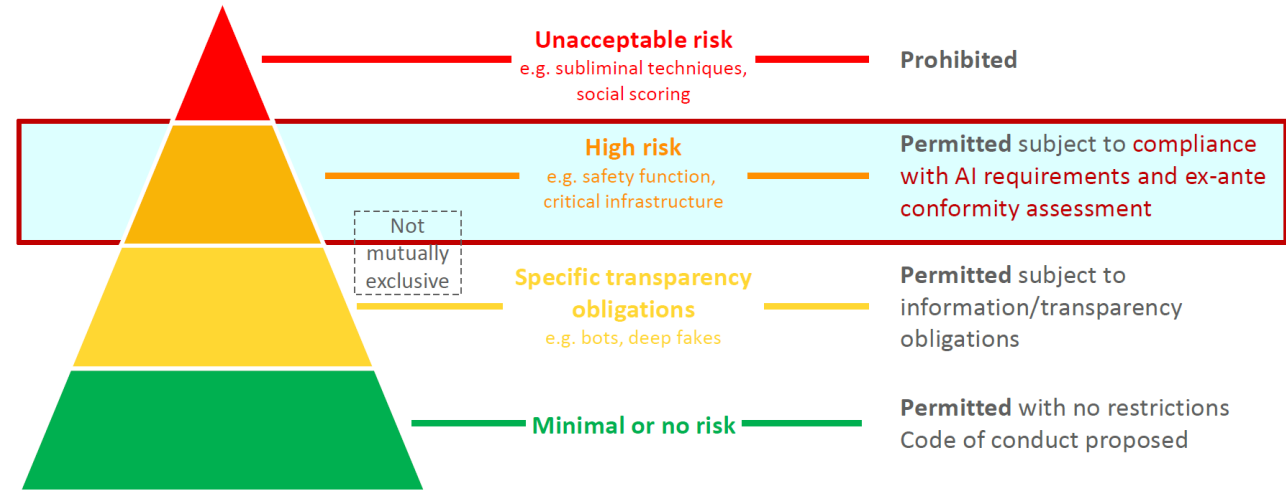 Unacceptable risk
e.g. subliminal techniques,
social scoring
Prohibited
High risk
e.g. safety function,
critical infrastructure
Permitted subject to compliance
with AI requirements and ex-ante
conformity assessment
Not
mutually
exclusive
Specific transparency
obligations
e.g. bots, deep fakes
Permitted subject to
information/transparency
obligations
Minimal or no risk
Permitted with no restrictions
Code of conduct proposed